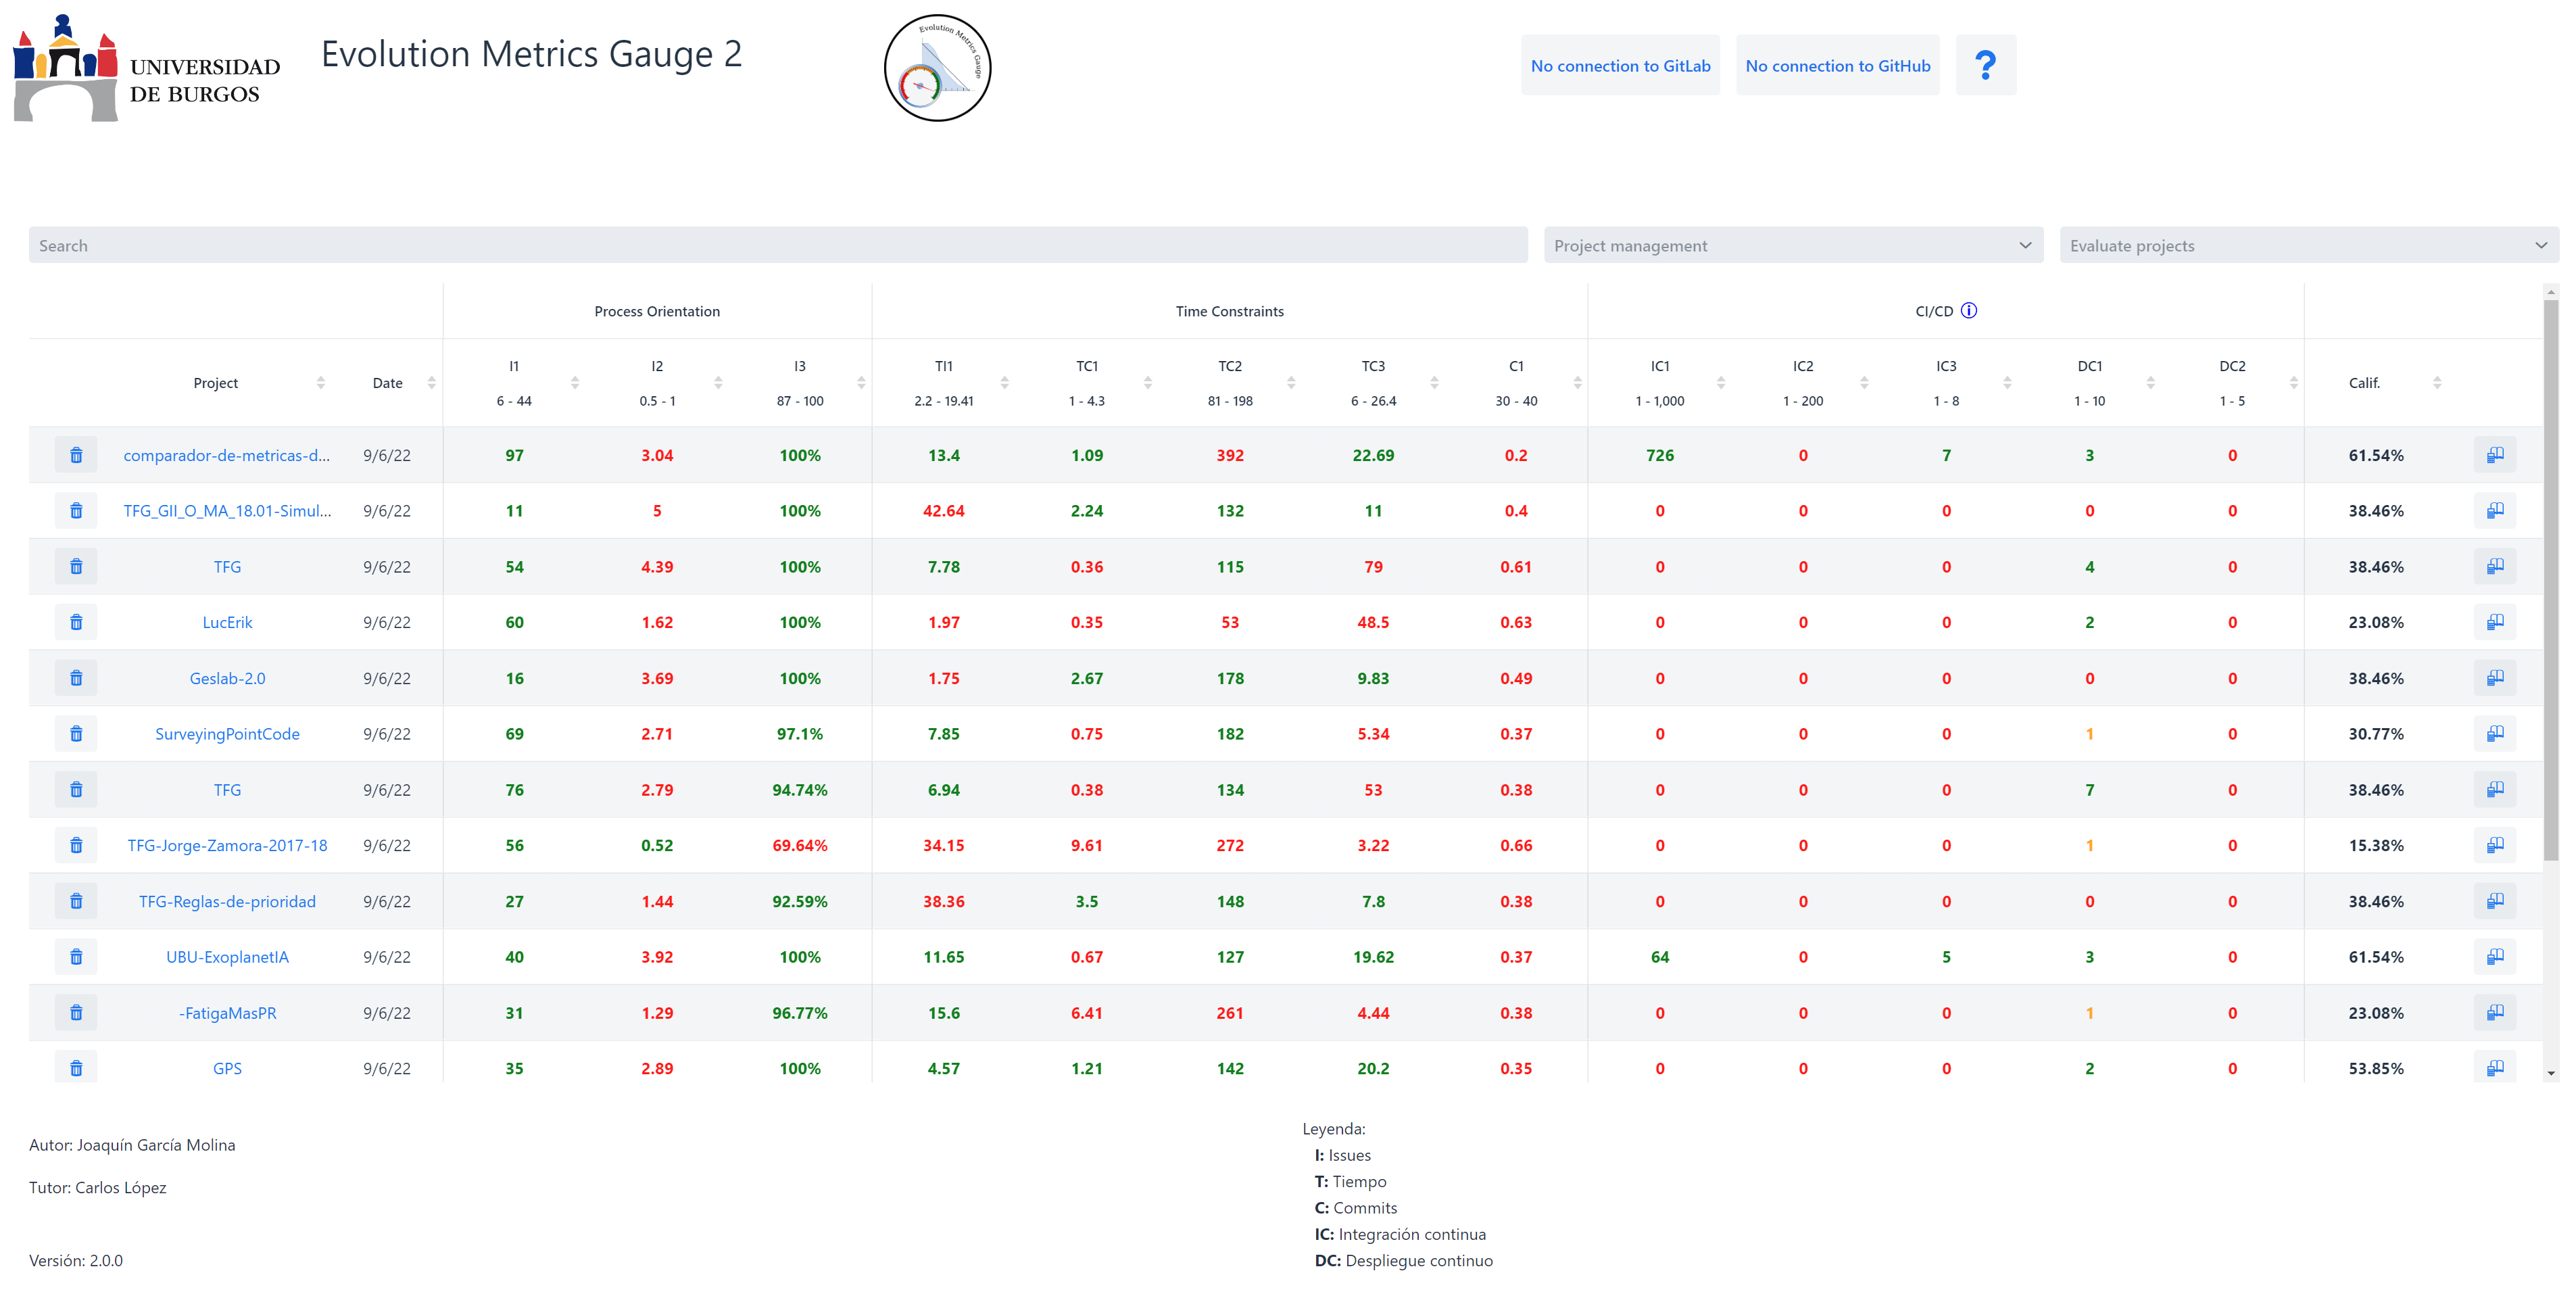 UNIVERSIDAD
DE BURGOS
Evolution Metrics Gauge 2
Evolution Metrics Gauge
No connection to GitLab
No connection to GitHub
?
Search
Project management
Evaluate projects
Process Orientation Time Constraints CI/CD
Project Date I1 I2 I3 TI1 TC1 TC2 TC3 C1 IC1 IC2 IC3 DC1 DC2 Calif.
6 - 44 0.5 - 1 87 - 100 2.2 - 19.41 1 - 4.3 81 - 198 6 - 26.4 30 - 40 1 - 1,000 1 - 200 1 - 8 1 - 10 1 - 5
comparador-de-metricas-d... 9/6/22 97 3.04 100% 13.4 1.09 392 22.69 0.2 726 0 7 3 0 61.54%
TFG_GII_O_MA_18.01-Simul... 9/6/22 11 5 100% 42.64 2.24 132 11 0.4 0 0 0 0 0 38.46%
TFG 9/6/22 54 4.39 100% 7.78 0.36 115 79 0.61 0 0 0 4 0 38.46%
LucErik 9/6/22 60 1.62 100% 1.97 0.35 53 48.5 0.63 0 0 0 2 0 23.08%
Geslab-2.0 9/6/22 16 3.69 100% 1.75 2.67 178 9.83 0.49 0 0 0 0 0 38.46%
SurveyingPointCode 9/6/22 69 2.71 97.1% 7.85 0.75 182 5.34 0.37 0 0 0 1 0 30.77%
TFG 9/6/22 76 2.79 94.74% 6.94 0.38 134 53 0.38 0 0 0 7 0 38.46%
TFG-Jorge-Zamora-2017-18 9/6/22 56 0.52 69.64% 34.15 9.61 272 3.22 0.66 0 0 0 1 0 15.38%
TFG-Reglas-de-prioridad 9/6/22 27 1.44 92.59% 38.36 3.5 148 7.8 0.38 0 0 0 0 0 38.46%
UBU-ExoplanetIA 9/6/22 40 3.92 100% 11.65 0.67 127 19.62 0.37 64 0 5 3 0 61.54%
-FatigaMasPR 9/6/22 31 1.29 96.77% 15.6 6.41 261 4.44 0.38 0 0 0 1 0 23.08%
GPS 9/6/22 35 2.89 100% 4.57 1.21 142 20.2 0.35 0 0 0 2 0 53.85%
Autor: Joaquín García Molina
Tutor: Carlos López
Versión: 2.0.0
Leyenda:
I: Issues
T: Tiempo
C: Commits
IC: Integración continua
DC: Despliegue continuo